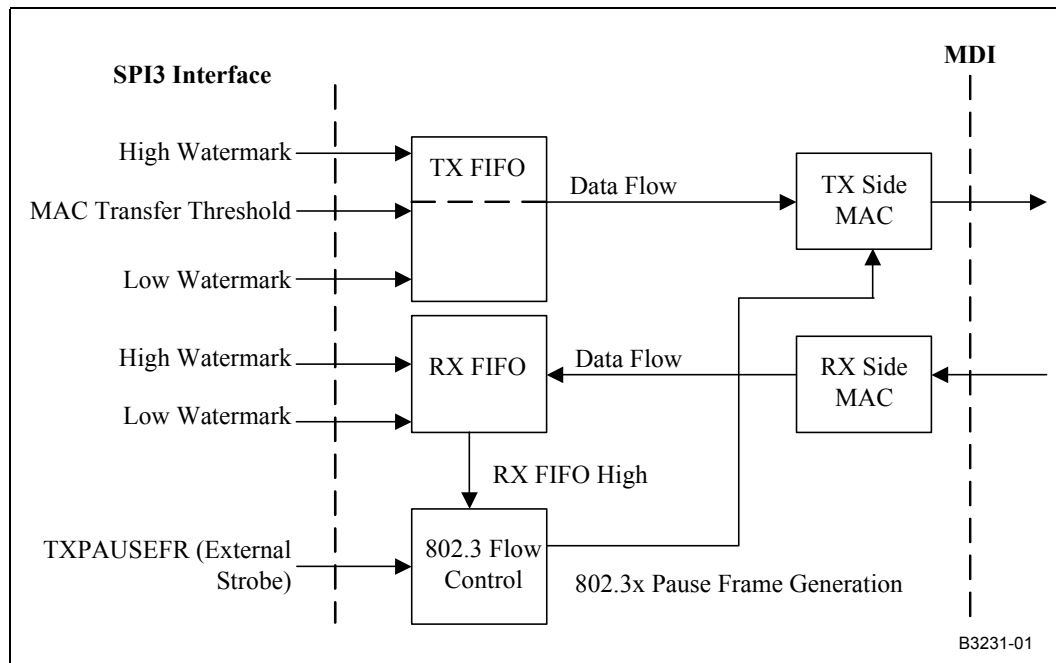 SPI3 Interface
MDI
High Watermark
TX FIFO
Data Flow
TX Side
MAC
MAC Transfer Threshold
Low Watermark
High Watermark
RX FIFO
Data Flow
RX Side
MAC
Low Watermark
RX FIFO High
TXPAUSEFR (External
Strobe)
802.3 Flow
Control
802.3x Pause Frame Generation
B3231-01